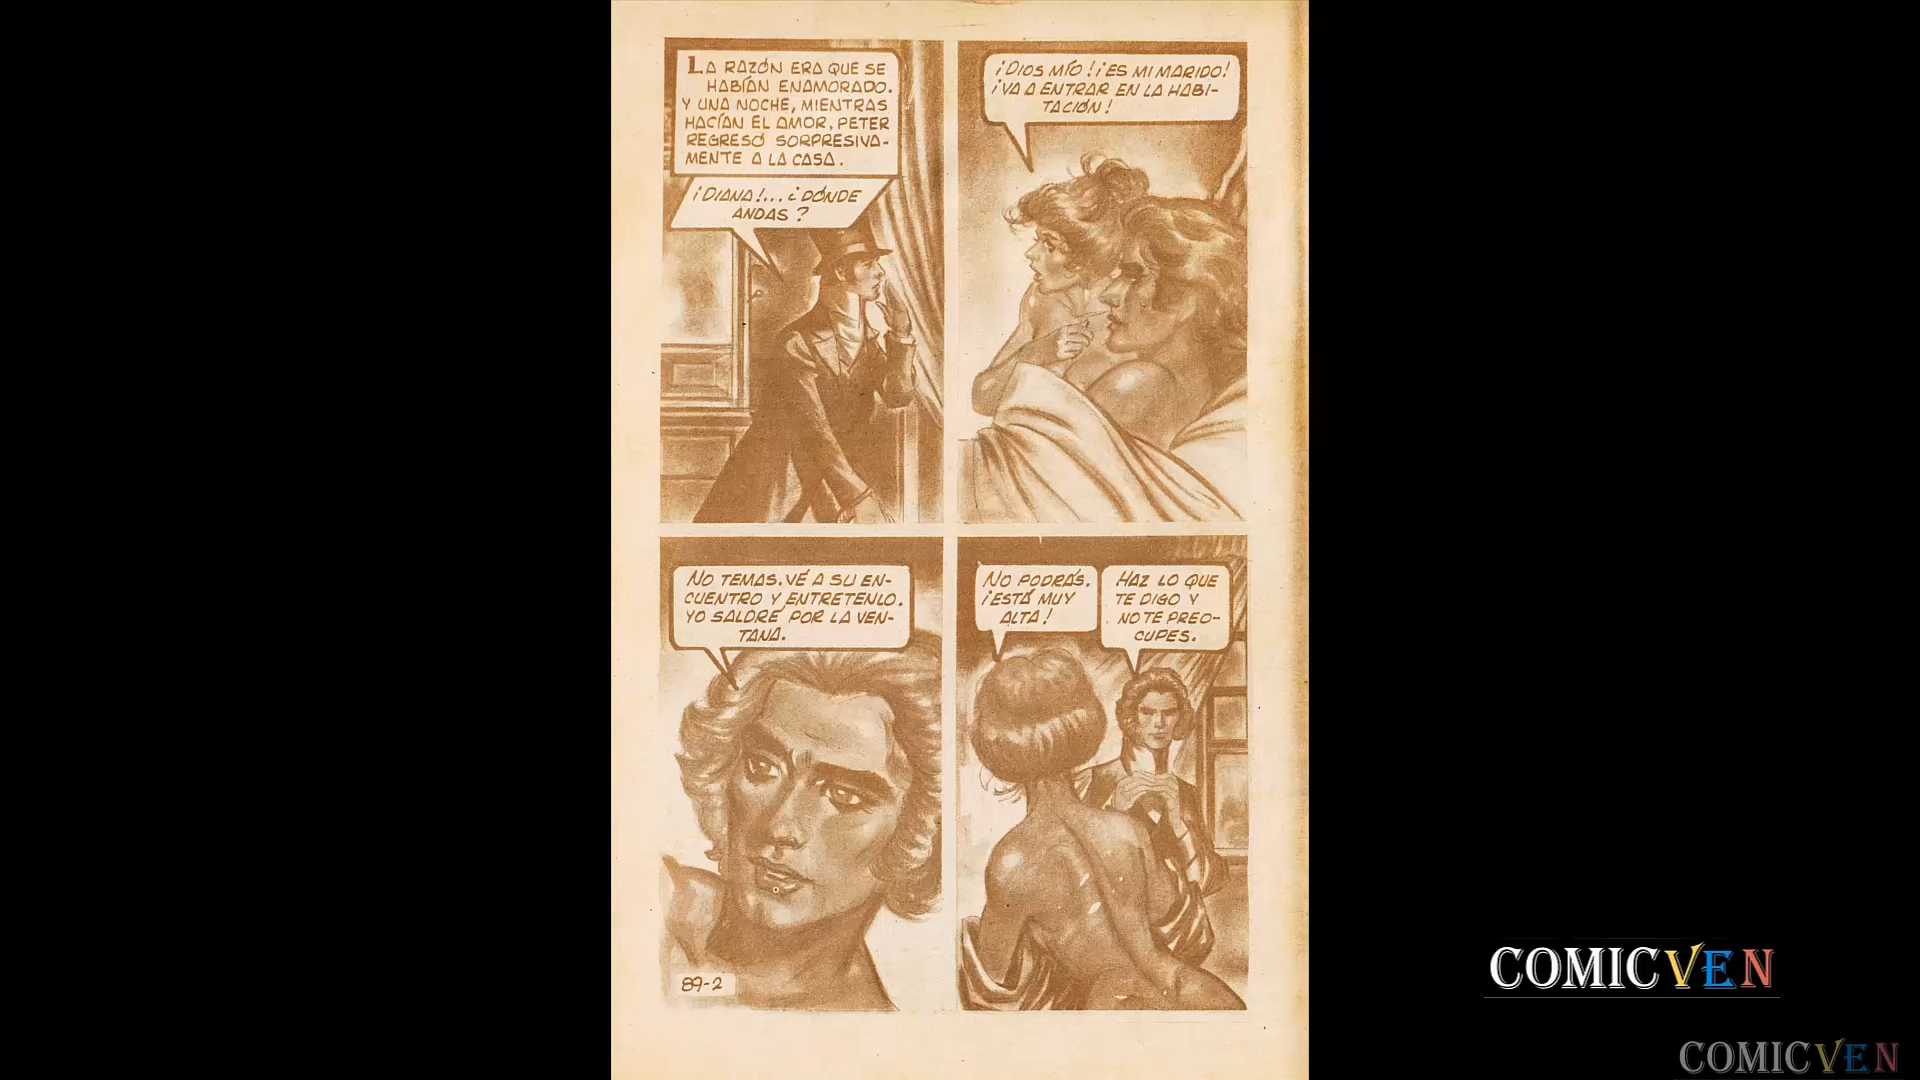 LA RAZÓN ERA QUE SE
HABÍAN ENAMORADO.
Y UNA NOCHE, MIENTRAS
HACÍAN EL AMOR, PETER
REGRESÓ SORPRESIVA-
MENTE A LA CASA.
¡DIANA!... ¿DÓNDE
ANDAS?
¡DIOS MÍO! ¡ES MI MARIDO!
¡VA A ENTRAR EN LA HABI-
TACIÓN!
NO TEMAS. VÉ A SU EN-
CUENTRO Y ENTRETENLO.
YO SALDRÉ POR LA VEN-
TANA.
89-2
NO PODRÁS.
¡ESTÁ MUY
ALTA!
HAZ LO QUE
TE DIGO Y
NO TE PREO-
CUPES.
COMICVEN
COMICVEN